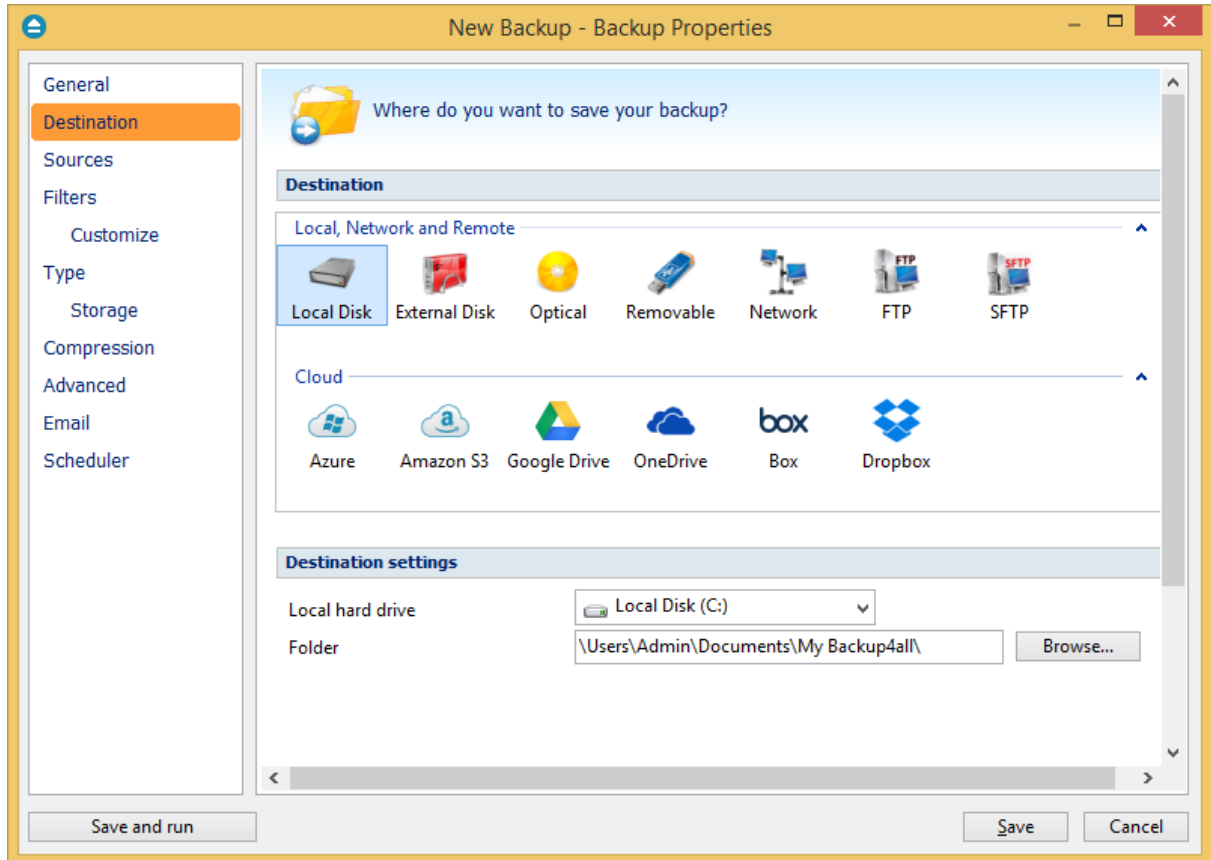 New Backup - Backup Properties
General
Destination
Sources
Filters
Customize
Type
Storage
Compression
Advanced
Email
Scheduler
Where do you want to save your backup?
Destination
Local, Network and Remote
FTP SFTP
Local Disk External Disk Optical Removable Network FTP SFTP
Cloud
a box
Azure Amazon S3 Google Drive OneDrive Box Dropbox
Destination settings
Local hard drive Local Disk (C:)
Folder \Users\Admin\Documents\My Backup4all\ Browse...
Save and run Save Cancel